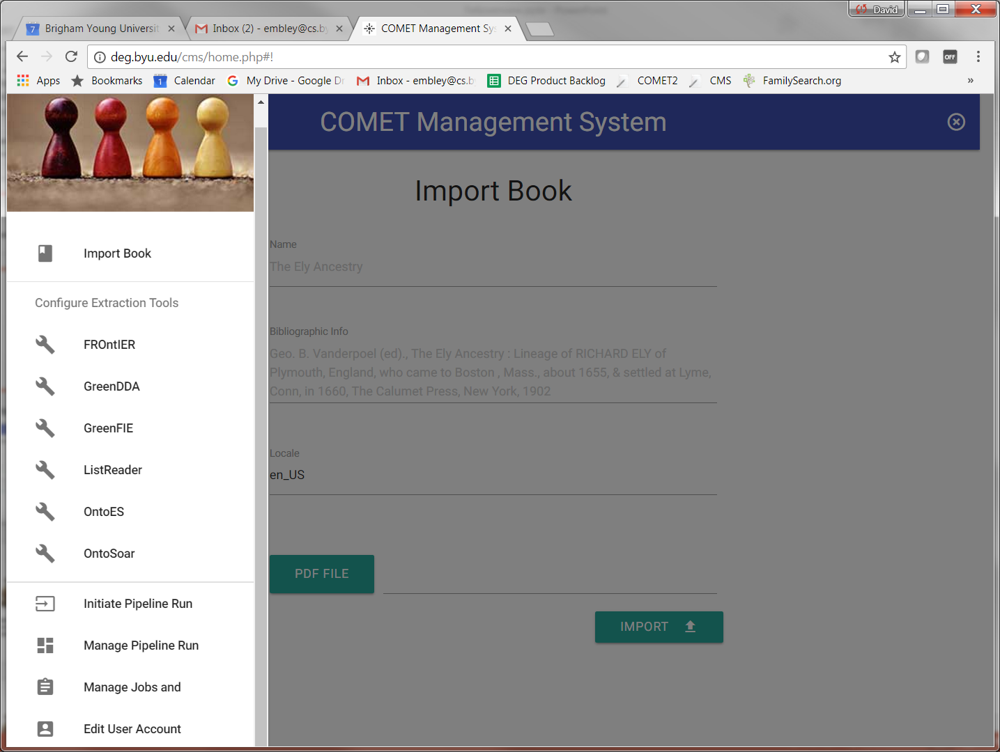 David
7 Brigham Young Universit
Inbox (2) - embley@cs.by
COMET Management Sys
deg.byu.edu/cms/home.php#!
OFF
Apps
Bookmarks
1 Calendar
My Drive - Google Dr
Inbox - embley@cs.b
DEG Product Backlog
COMET2
CMS
FamilySearch.org
»
COMET Management System
Import Book
Import Book
Name
The Ely Ancestry
Bibliographic Info
Geo. B. Vanderpoel (ed)., The Ely Ancestry : Lineage of RICHARD ELY of
Plymouth, England, who came to Boston , Mass., about 1655, & settled at Lyme,
Conn, in 1660, The Calumet Press, New York, 1902
Locale
en_US
PDF FILE
IMPORT
Configure Extraction Tools
FROntIER
GreenDDA
GreenFIE
ListReader
OntoES
OntoSoar
Initiate Pipeline Run
Manage Pipeline Run
Manage Jobs and
Edit User Account